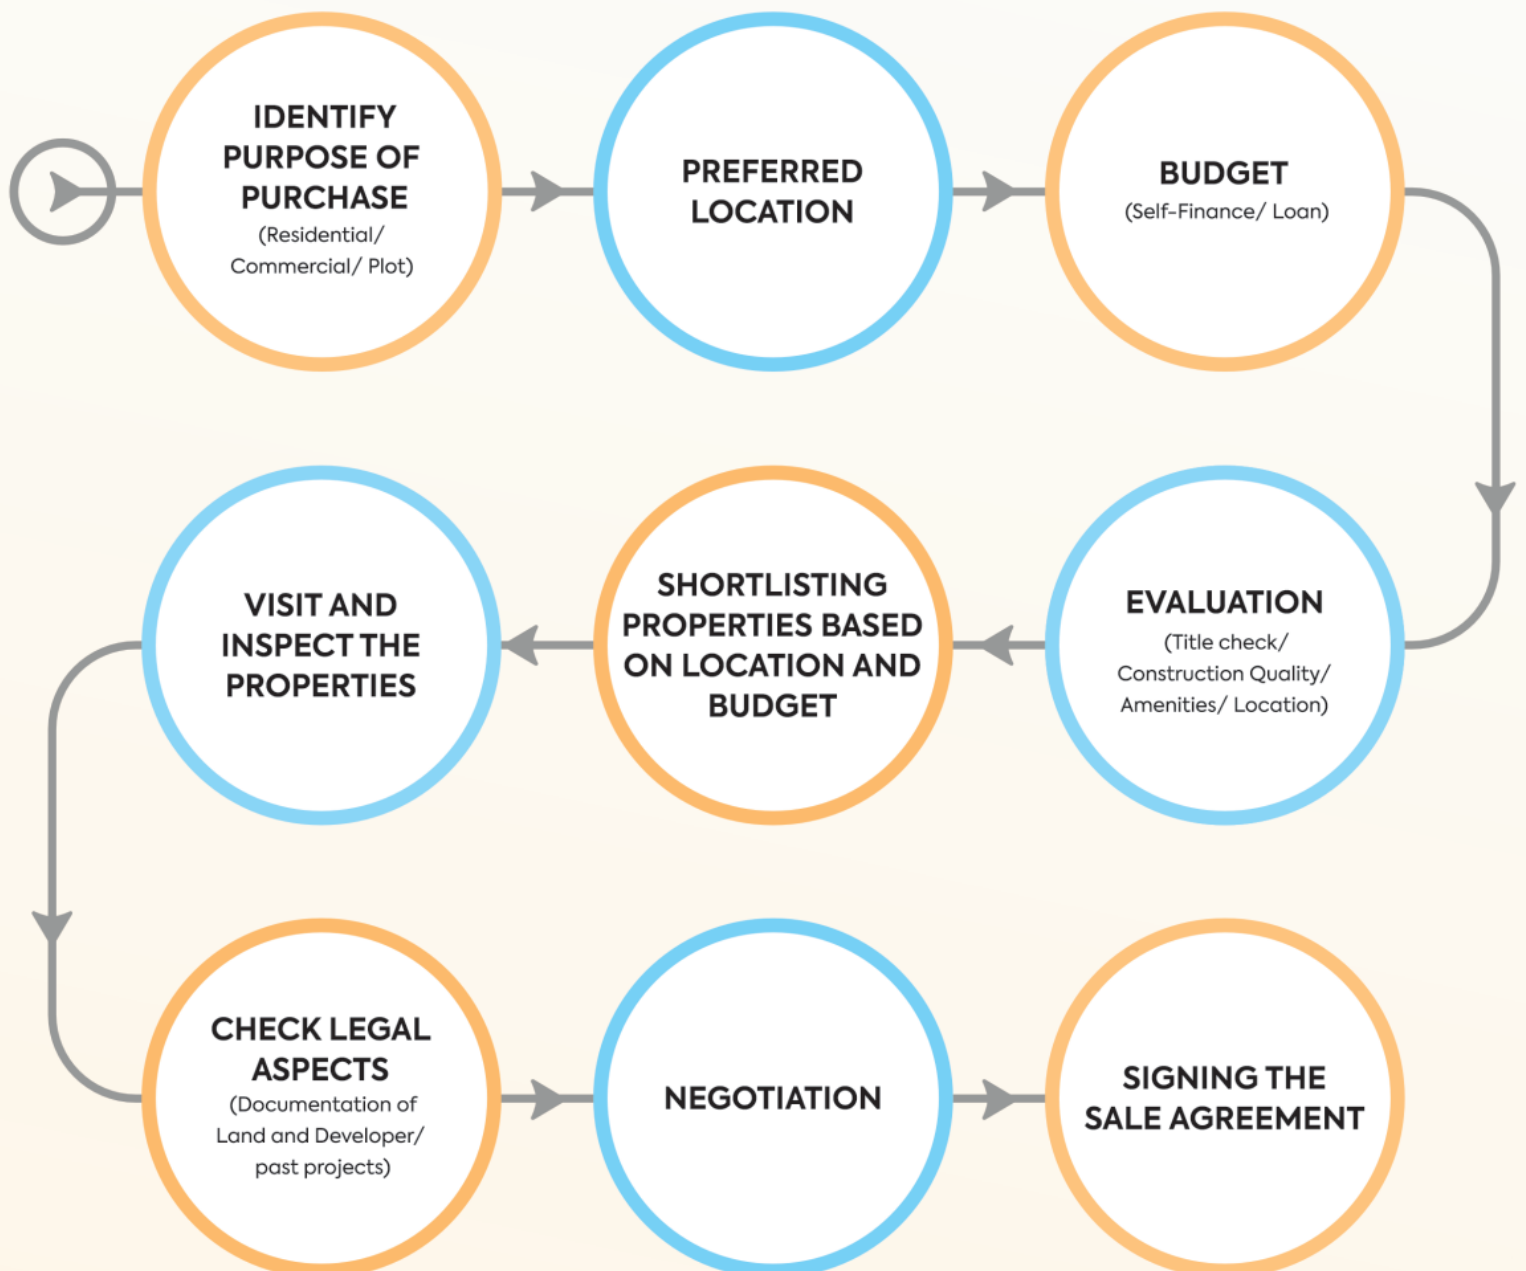 IDENTIFY
PURPOSE OF
PURCHASE
(Residential/
Commercial/ Plot)
PREFERRED
LOCATION
BUDGET
(Self-Finance/ Loan)
EVALUATION
(Title check/
Construction Quality/
Amenities/ Location)
SHORTLISTING
PROPERTIES BASED
ON LOCATION AND
BUDGET
VISIT AND
INSPECT THE
PROPERTIES
CHECK LEGAL
ASPECTS
(Documentation of
Land and Developer/
past projects)
NEGOTIATION
SIGNING THE
SALE AGREEMENT